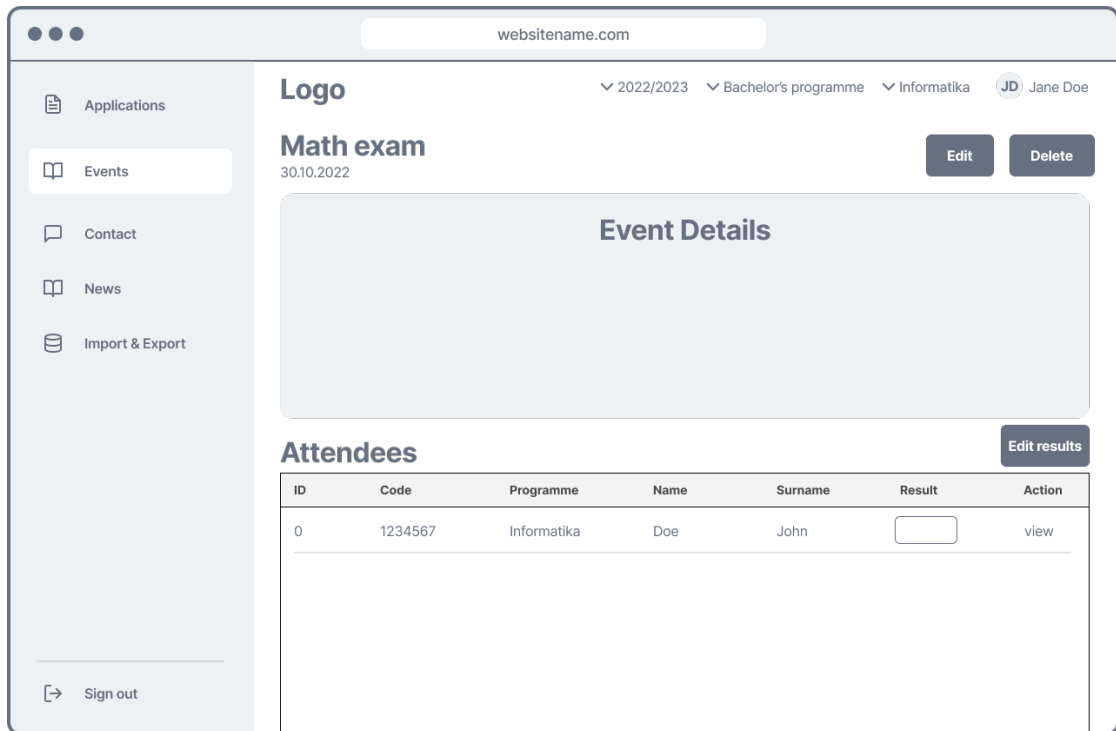 websitename.com
Applications
Events
Contact
News
Import & Export
Sign out
Logo
2022/2023 Bachelor's programme Informatika JD Jane Doe
Math exam
30.10.2022
Edit Delete
Event Details
Attendees
Edit results
ID Code Programme Name Surname Result Action
0 1234567 Informatika Doe John view